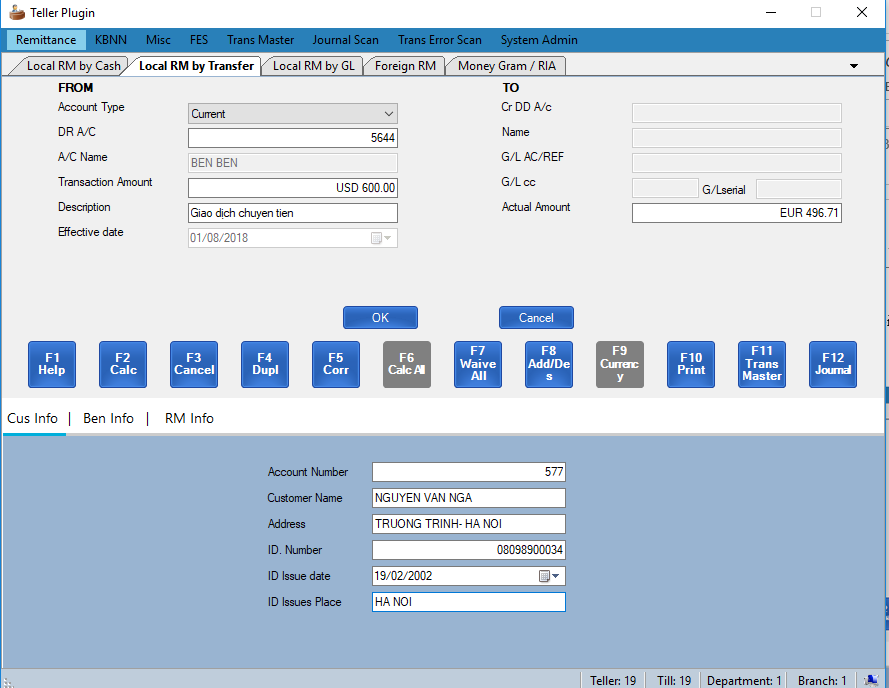 Teller Plugin
Remittance KBNN Misc FES Trans Master Journal Scan Trans Error Scan System Admin
Local RM by Cash Local RM by Transfer Local RM by GL Foreign RM Money Gram / RIA
FROM TO
Account Type Current Cr DD A/c
DR A/C 5644 Name
A/C Name BEN BEN G/L AC/REF
Transaction Amount USD 600.00 G/L cc G/Lserial
Description Giao dịch chuyen tien Actual Amount EUR 496.71
Effective date 01/08/2018
OK Cancel
F1 F2 F3 F4 F5 F6 F7 F8 F9 F10 F11 F12
Help Calc Cancel Dupl Corr Calc All Waive All Add/Des Currency Print Trans Master Journal
Cus Info | Ben Info | RM Info
Account Number 577
Customer Name NGUYEN VAN NGA
Address TRUONG TRINH- HA NOI
ID. Number 08098900034
ID Issue date 19/02/2002
ID Issues Place HA NOI
Teller: 19 Till: 19 Department: 1 Branch: 1